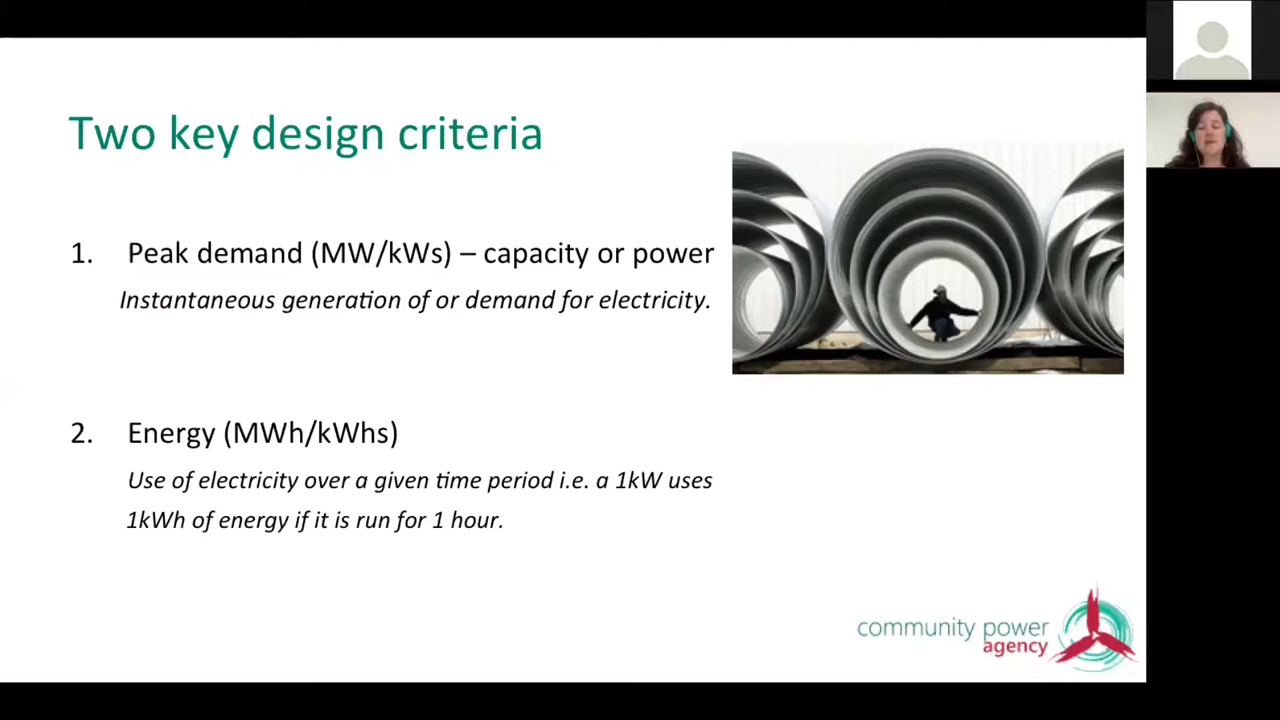 Two key design criteria
1. Peak demand (MW/kWs) – capacity or power
Instantaneous generation of or demand for electricity.
2. Energy (MWh/kWhs)
Use of electricity over a given time period i.e. a 1kW uses
1kWh of energy if it is run for 1 hour.
community power
agency